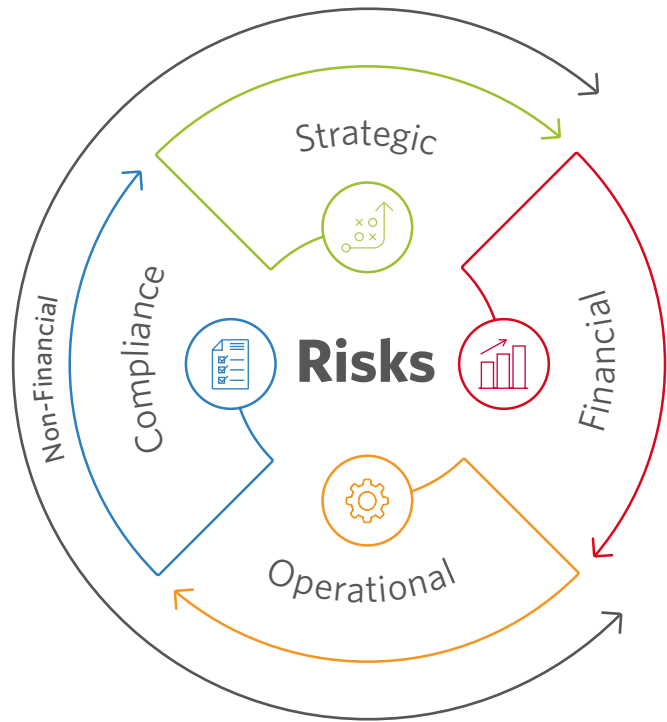 Strategic
Non-Financial
Compliance
Risks
Financial
Operational